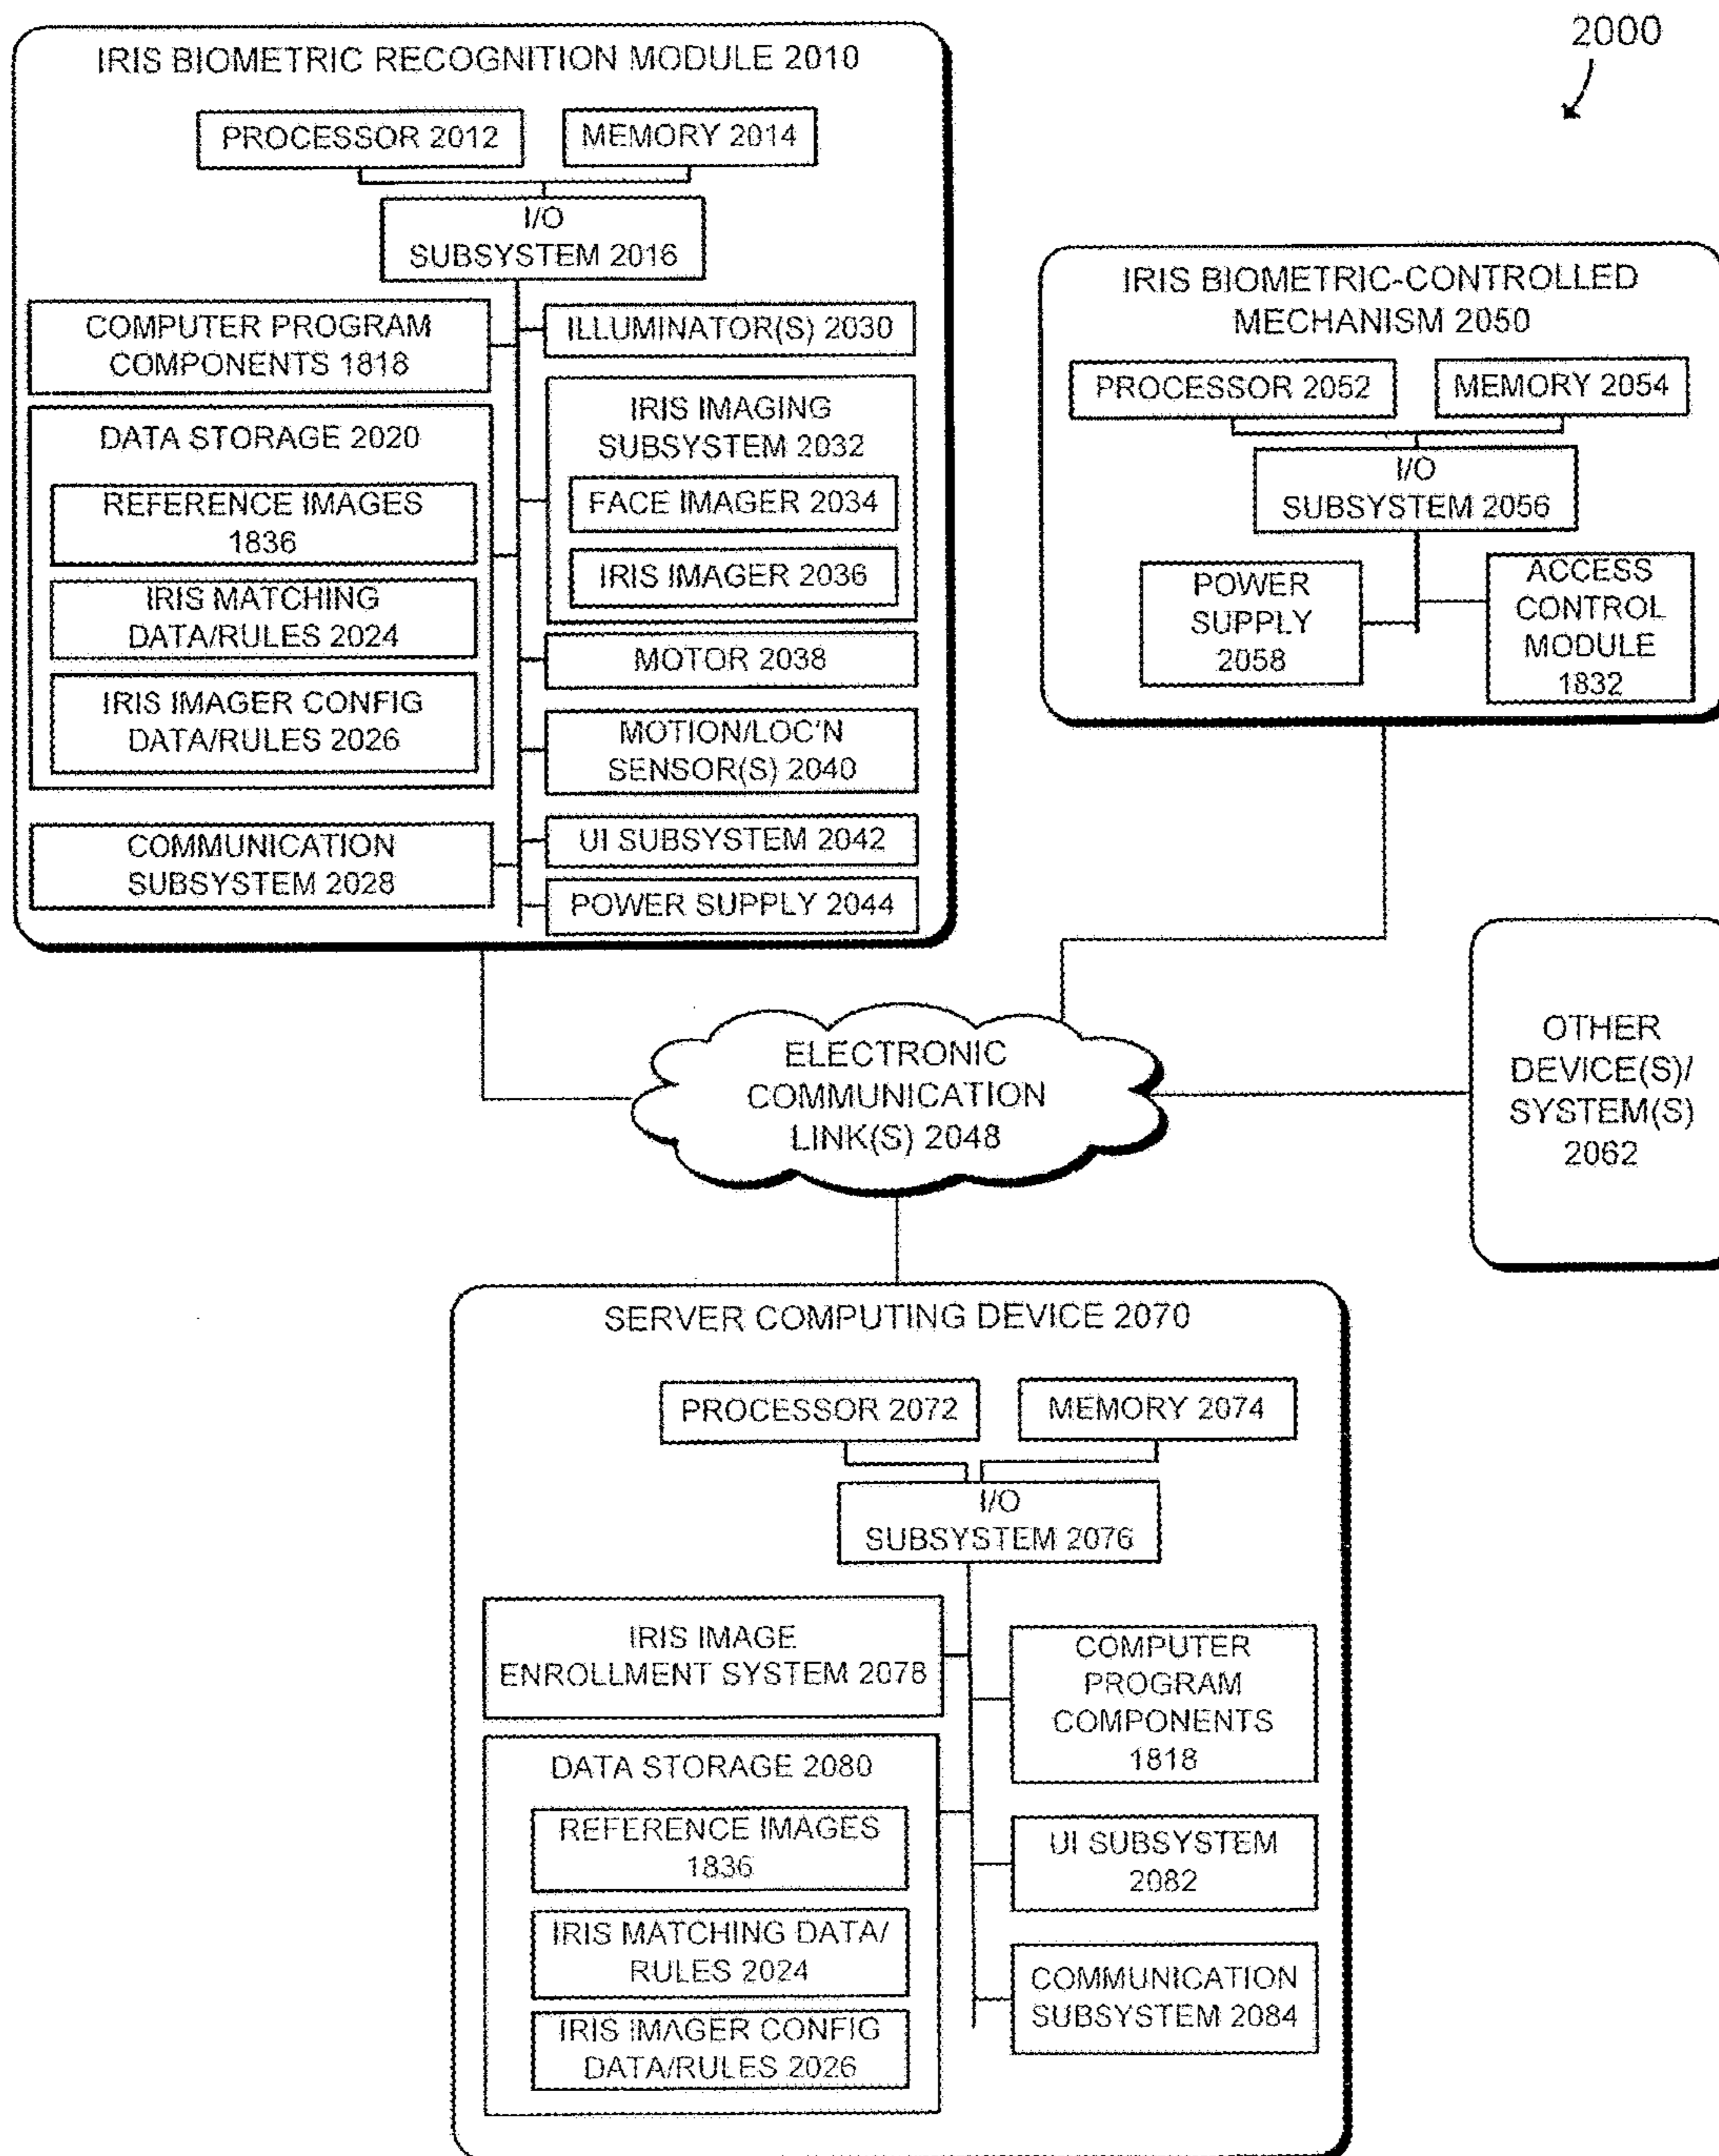 2000
IRIS BIOMETRIC RECOGNITION MODULE 2010
PROCESSOR 2012
MEMORY 2014
I/O
SUBSYSTEM 2016
COMPUTER PROGRAM
COMPONENTS 1818
DATA STORAGE 2020
REFERENCE IMAGES
1836
IRIS MATCHING
DATA/RULES 2024
IRIS IMAGER CONFIG
DATA/RULES 2026
COMMUNICATION
SUBSYSTEM 2028
ILLUMINATOR(S) 2030
IRIS IMAGING
SUBSYSTEM 2032
FACE IMAGER 2034
IRIS IMAGER 2036
MOTOR 2038
MOTION/LOC'N
SENSOR(S) 2040
UI SUBSYSTEM 2042
POWER SUPPLY 2044
IRIS BIOMETRIC-CONTROLLED
MECHANISM 2050
PROCESSOR 2052
MEMORY 2054
I/O
SUBSYSTEM 2056
POWER
SUPPLY
2058
ACCESS
CONTROL
MODULE
1832
ELECTRONIC
COMMUNICATION
LINK(S) 2048
OTHER
DEVICE(S)/
SYSTEM(S)
2062
SERVER COMPUTING DEVICE 2070
PROCESSOR 2072
MEMORY 2074
I/O
SUBSYSTEM 2076
IRIS IMAGE
ENROLLMENT SYSTEM 2078
DATA STORAGE 2080
REFERENCE IMAGES
1836
IRIS MATCHING DATA/
RULES 2024
IRIS IMAGER CONFIG
DATA/RULES 2026
COMPUTER
PROGRAM
COMPONENTS
1818
UI SUBSYSTEM
2082
COMMUNICATION
SUBSYSTEM 2084